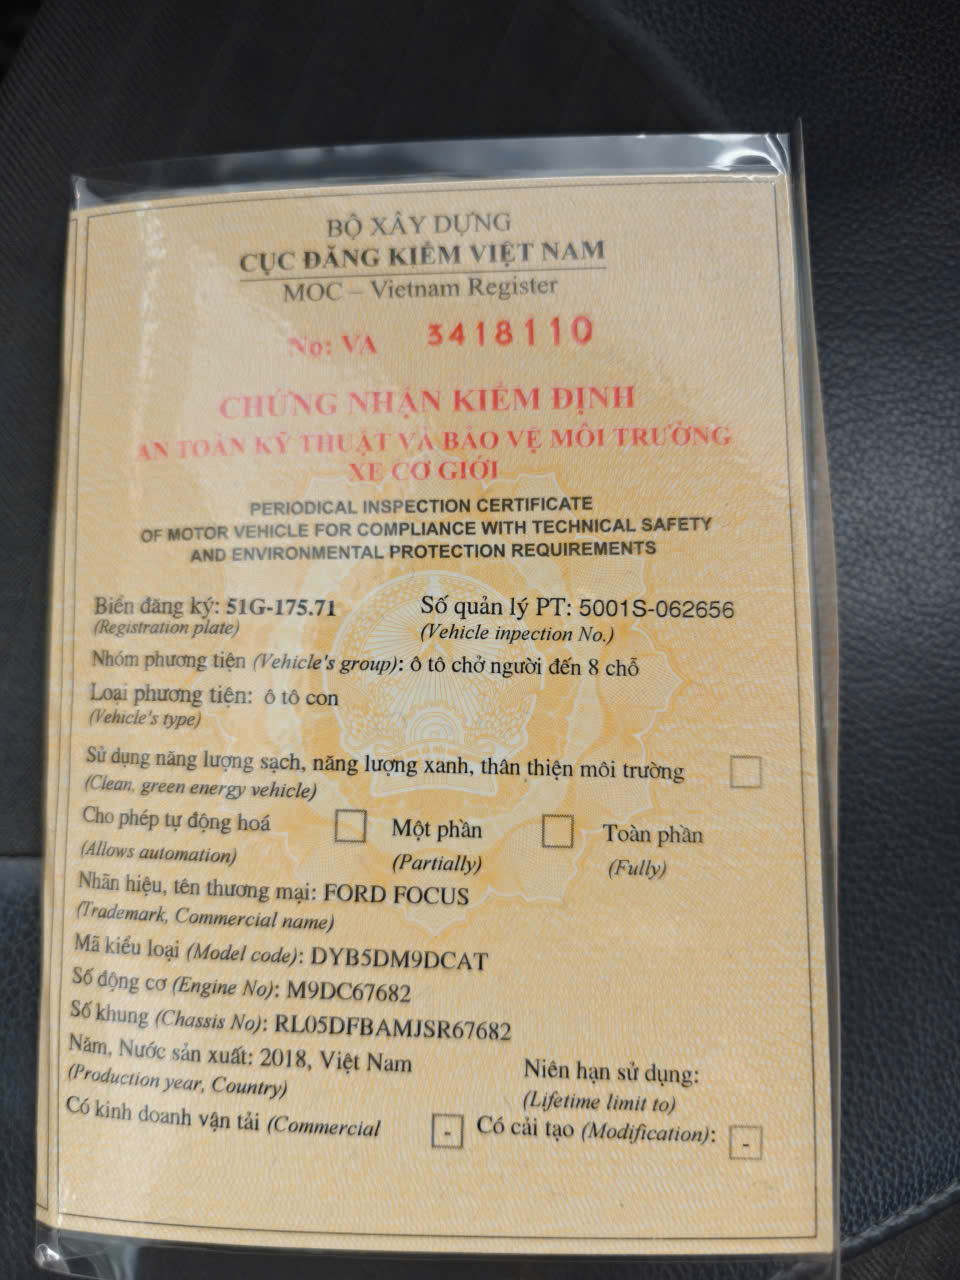 BỘ XÂY DỰNG
CỤC ĐĂNG KIỂM VIỆT NAM
MOC – Vietnam Register
No: VA 3418110
CHỨNG NHẬN KIỂM ĐỊNH
AN TOÀN KỸ THUẬT VÀ BẢO VỆ MÔI TRƯỜNG
XE CƠ GIỚI
PERIODICAL INSPECTION CERTIFICATE
OF MOTOR VEHICLE FOR COMPLIANCE WITH TECHNICAL SAFETY
AND ENVIRONMENTAL PROTECTION REQUIREMENTS
Biển đăng ký: 51G-175.71 Số quản lý PT: 5001S-062656
(Registration plate) (Vehicle inpection No.)
Nhóm phương tiện (Vehicle's group): ô tô chở người đến 8 chỗ
Loại phương tiện: ô tô con
(Vehicle's type)
Sử dụng năng lượng sạch, năng lượng xanh, thân thiện môi trường
(Clean, green energy vehicle)
Cho phép tự động hoá Một phần Toàn phần
(Allows automation) (Partially) (Fully)
Nhãn hiệu, tên thương mại: FORD FOCUS
(Trademark, Commercial name)
Mã kiểu loại (Model code): DYB5DM9DCAT
Số động cơ (Engine No): M9DC67682
Số khung (Chassis No): RL05DFBAMJSR67682
Năm, Nước sản xuất: 2018, Việt Nam Niên hạn sử dụng:
(Production year, Country) (Lifetime limit to)
Có kinh doanh vận tải (Commercial - Có cải tạo (Modification): -